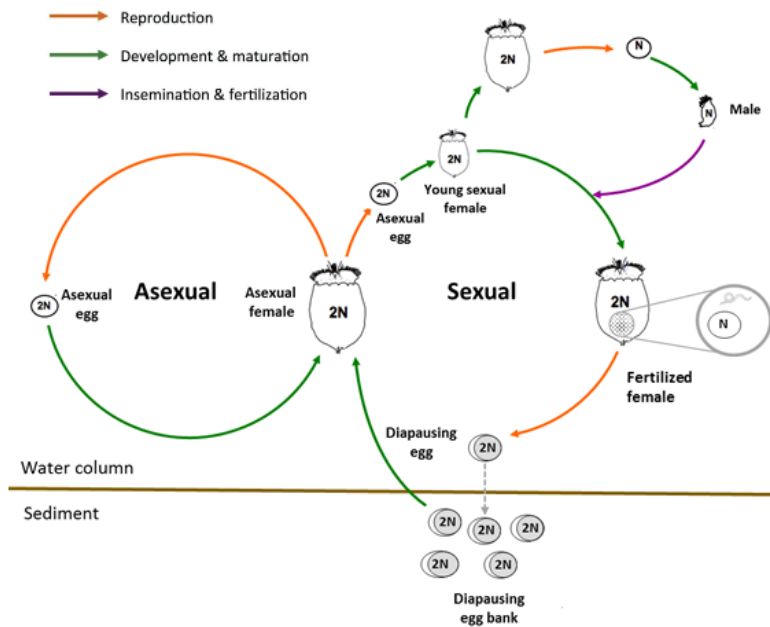 Reproduction
Development & maturation
Insemination & fertilization
2N
N
N
Male
2N
Young sexual
female
2N
Asexual
egg
2N
Asexual
egg
Asexual
Asexual
female
2N
Sexual
2N
N
Fertilized
female
Diapausing
egg
2N
Water column
Sediment
2N
2N
2N
2N
2N
Diapausing
egg bank